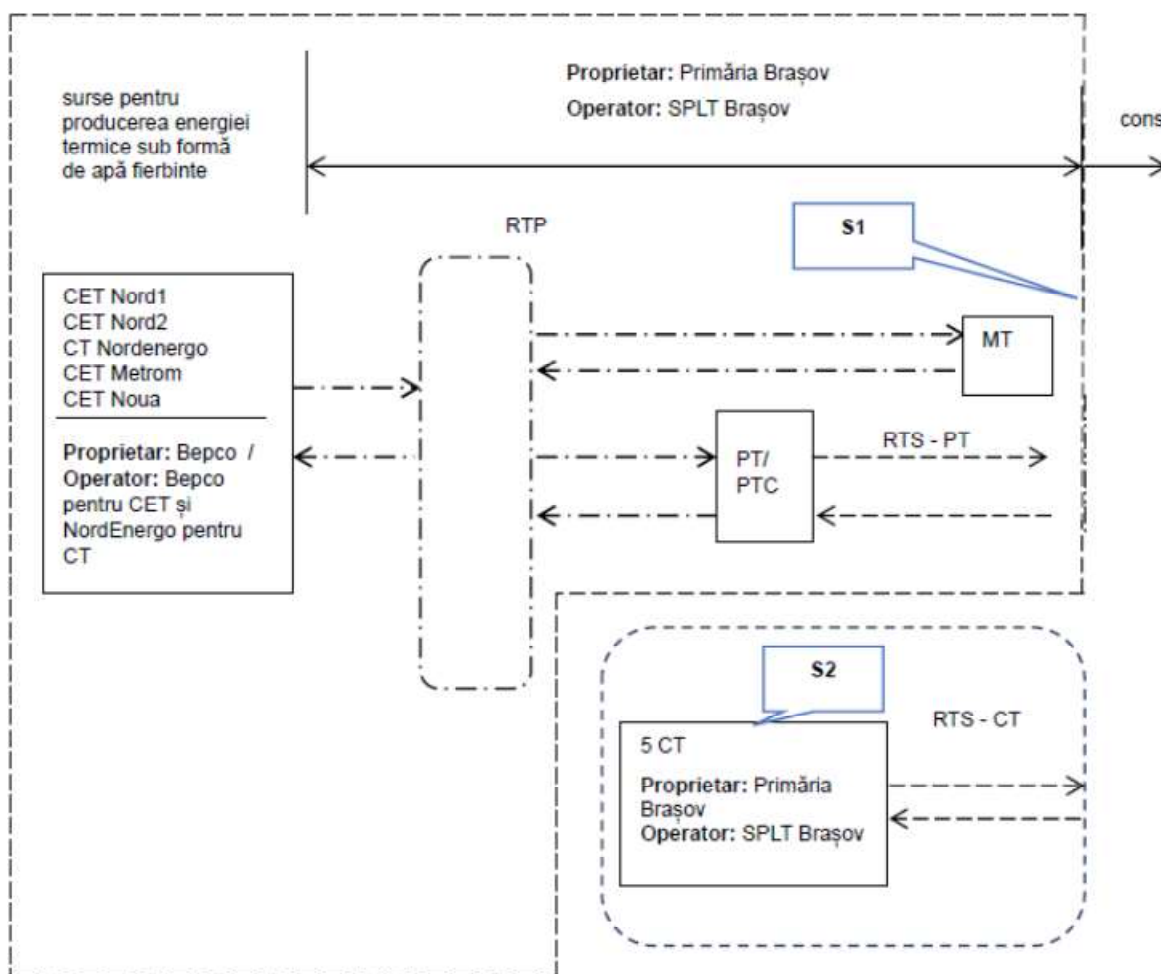 surse pentru
producerea energiei
termice sub formă
de apă fierbinte
Proprietar: Primăria Brașov
Operator: SPLT Brașov
cons
RTP
S1
CET Nord1
CET Nord2
CT Nordenergo
CET Metrom
CET Noua
Proprietar: Bepco /
Operator: Bepco
pentru CET și
NordEnergo pentru
CT
MT
PT/
PTC
RTS - PT
S2
RTS - CT
5 CT
Proprietar: Primăria
Brașov
Operator: SPLT Brașov